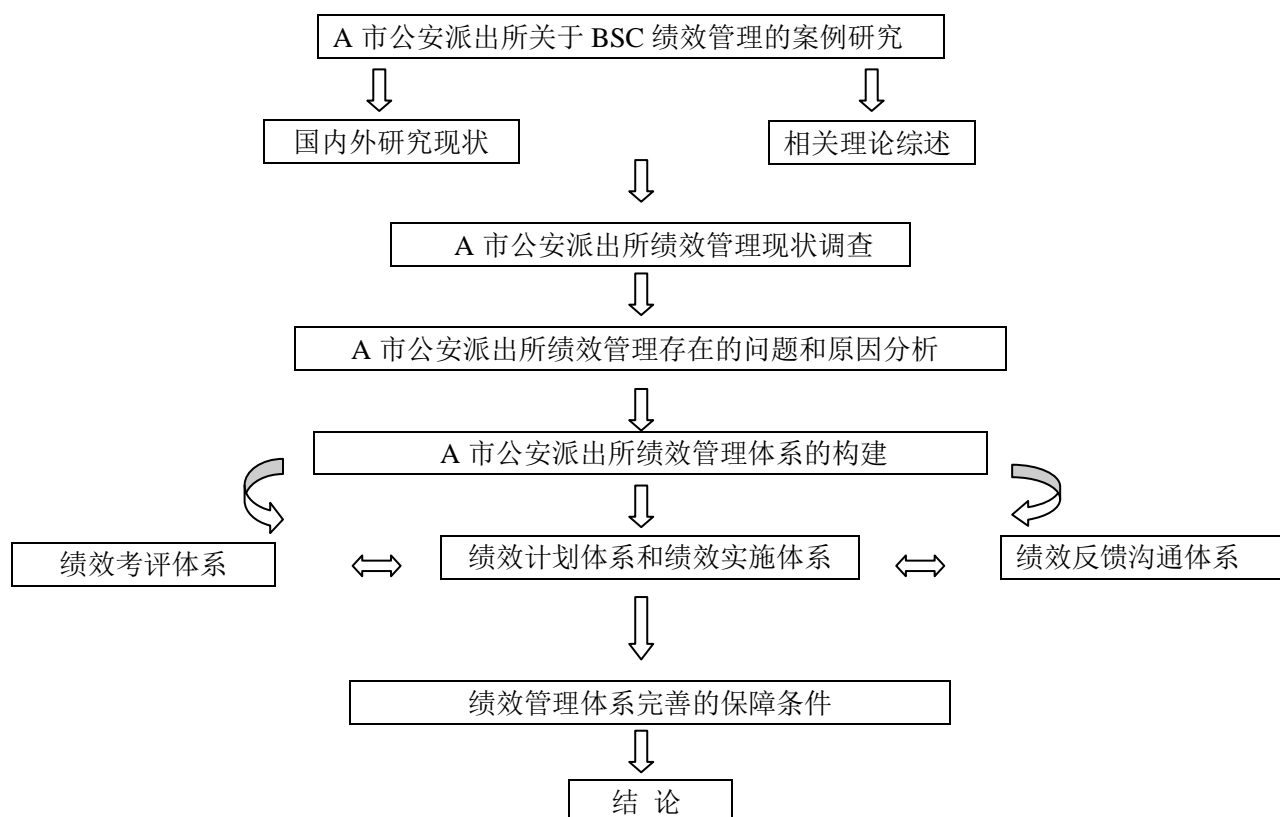 A 市公安派出所关于 BSC 绩效管理的案例研究
国内外研究现状
相关理论综述
A 市公安派出所绩效管理现状调查
A 市公安派出所绩效管理存在的问题和原因分析
A 市公安派出所绩效管理体系的构建
绩效考评体系
绩效计划体系和绩效实施体系
绩效反馈沟通体系
绩效管理体系完善的保障条件
结 论